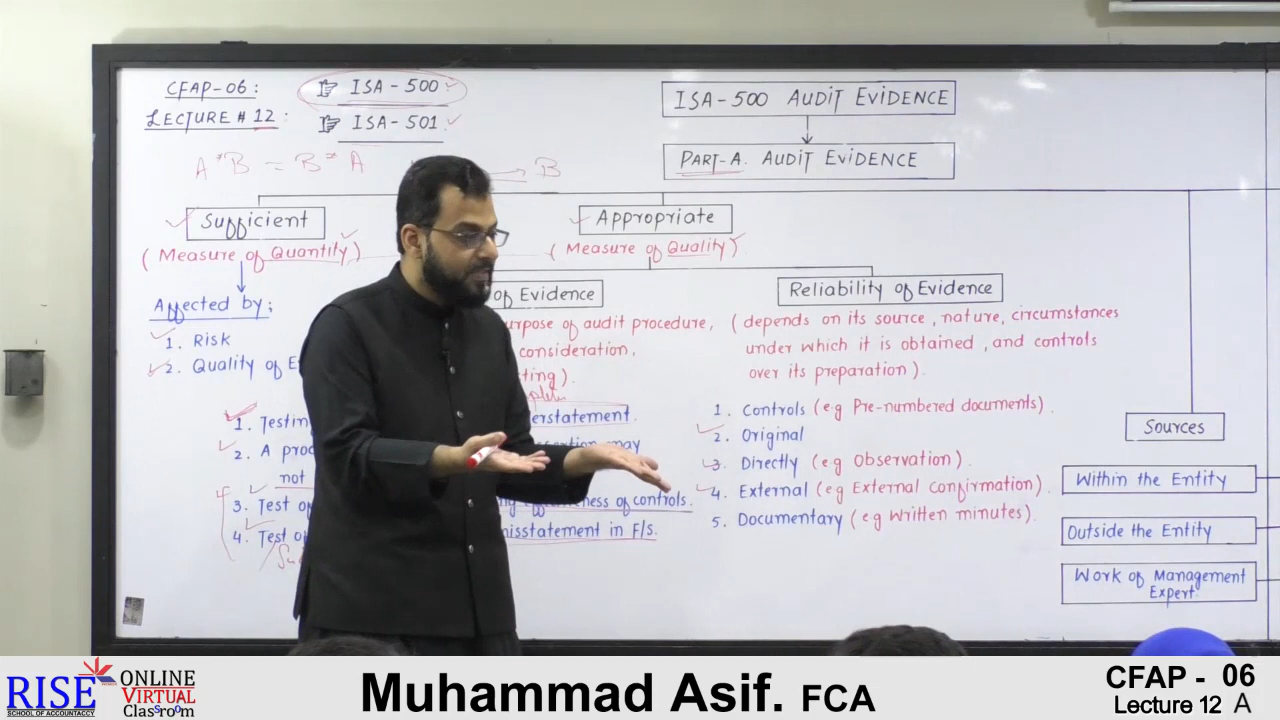 CFAP-06:
LECTURE # 12:
☞ ISA - 500
☞ ISA - 501
A * B = B * A
B
ISA-500 AUDIT EVIDENCE
PART-A. AUDIT EVIDENCE
Sufficient
(Measure of Quantity)
Affected by:
1. Risk
2. Quality of
1. Testing
2. A
not
3. Test
4. Test
Appropriate
(Measure of Quality)
of Evidence
purpose of audit procedure,
consideration,
may
effectiveness of controls.
misstatement in F/S.
Reliability of Evidence
(depends on its source, nature, circumstances
under which it is obtained, and controls
over its preparation).
1. Controls (eg Pre-numbered documents).
2. Original
3. Directly (eg Observation).
4. External (eg External confirmation).
5. Documentary (eg Written minutes).
Sources
Within the Entity
Outside the Entity
Work of Management
Expert
RISE
SCHOOL OF ACCOUNTANCY
ONLINE
VIRTUAL
Classroom
Muhammad Asif. FCA
CFAP - 06
Lecture 12 A